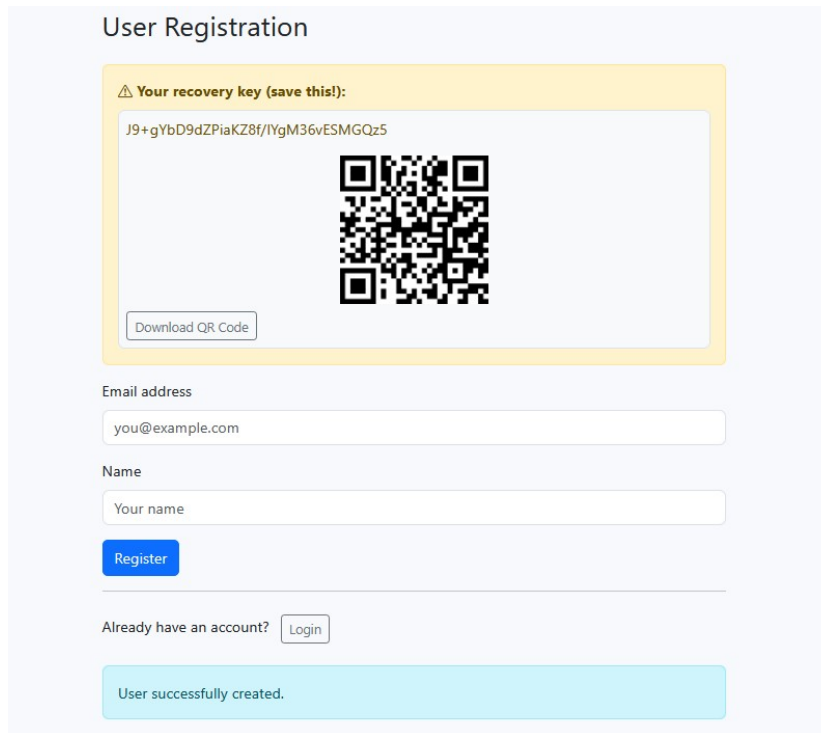 User Registration
⚠ Your recovery key (save this!):
J9+gYbD9dZPiaKZ8f/IYgM36vESMGQz5
Download QR Code
Email address
you@example.com
Name
Your name
Register
Already have an account? Login
User successfully created.